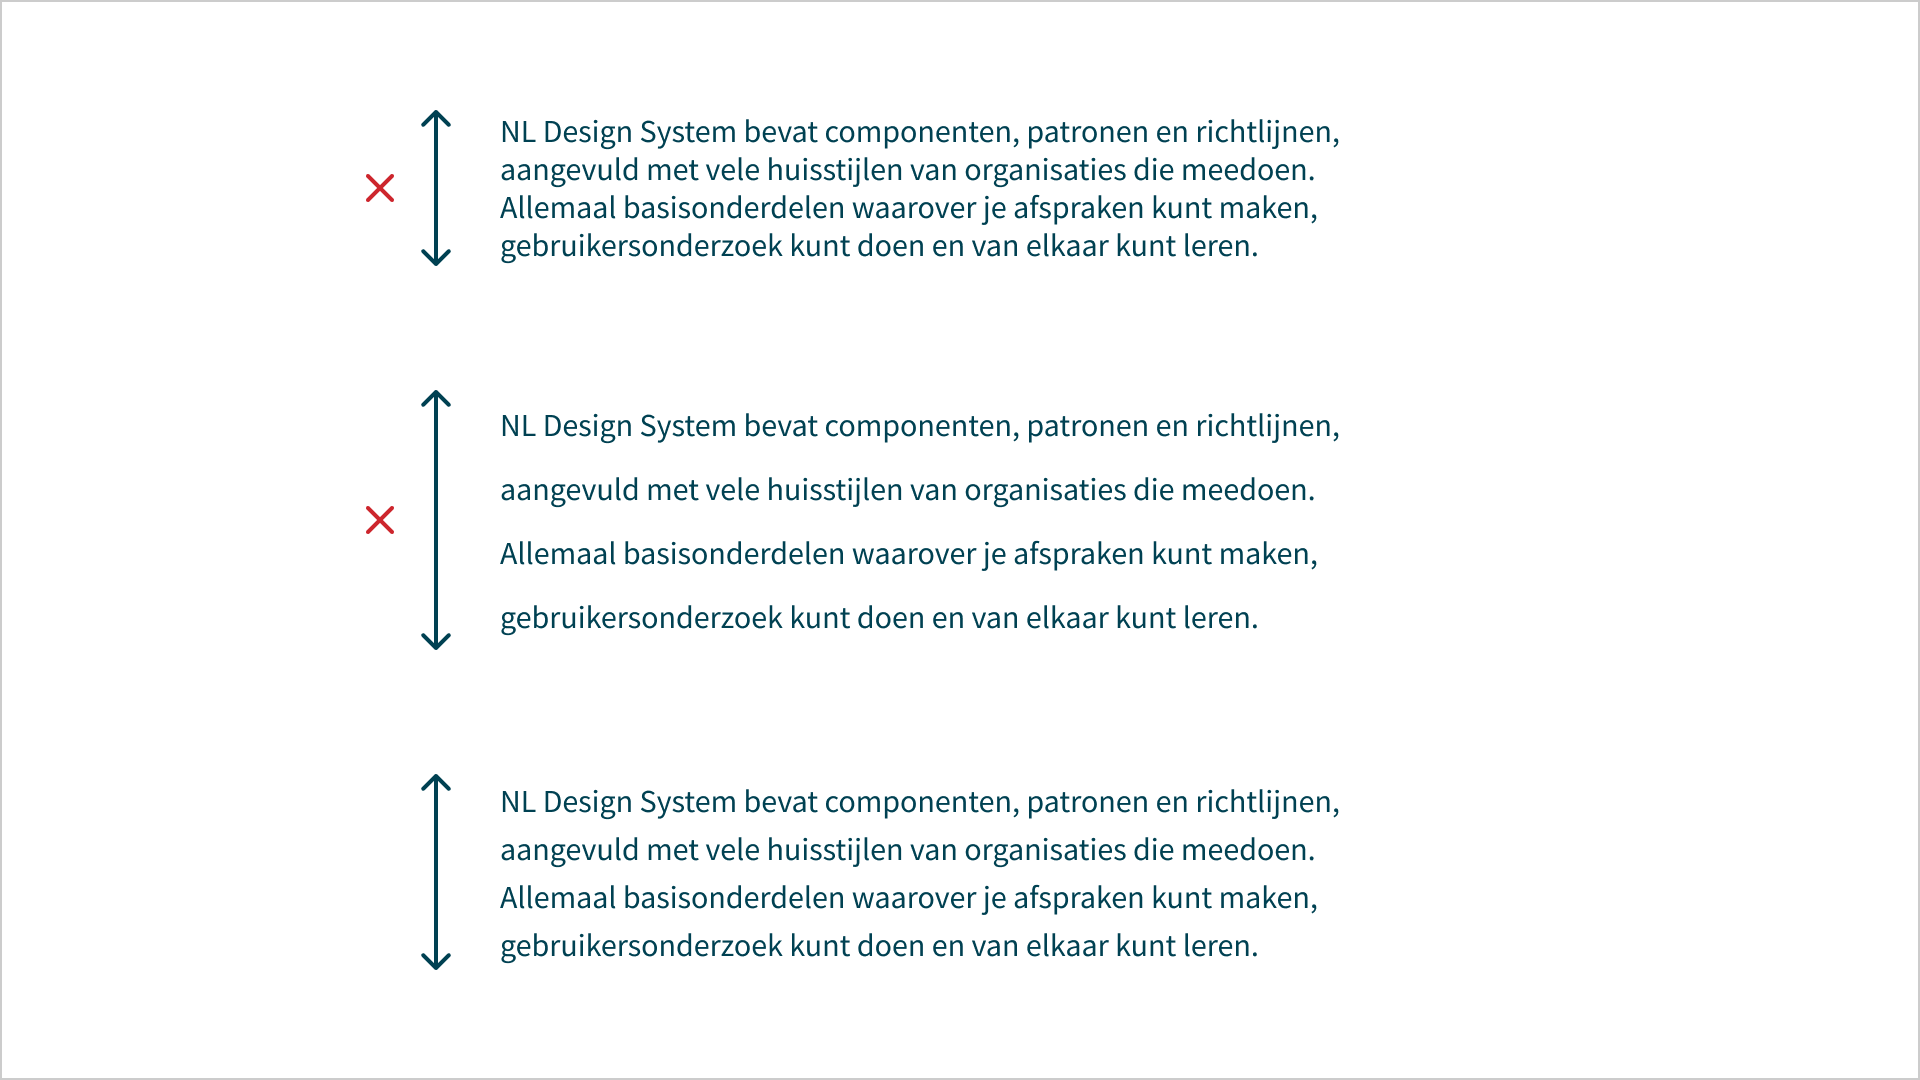 NL Design System bevat componenten, patronen en richtlijnen,
aangevuld met vele huisstijlen van organisaties die meedoen.
Allemaal basisonderdelen waarover je afspraken kunt maken,
gebruikersonderzoek kunt doen en van elkaar kunt leren.
NL Design System bevat componenten, patronen en richtlijnen,
aangevuld met vele huisstijlen van organisaties die meedoen.
Allemaal basisonderdelen waarover je afspraken kunt maken,
gebruikersonderzoek kunt doen en van elkaar kunt leren.
NL Design System bevat componenten, patronen en richtlijnen,
aangevuld met vele huisstijlen van organisaties die meedoen.
Allemaal basisonderdelen waarover je afspraken kunt maken,
gebruikersonderzoek kunt doen en van elkaar kunt leren.